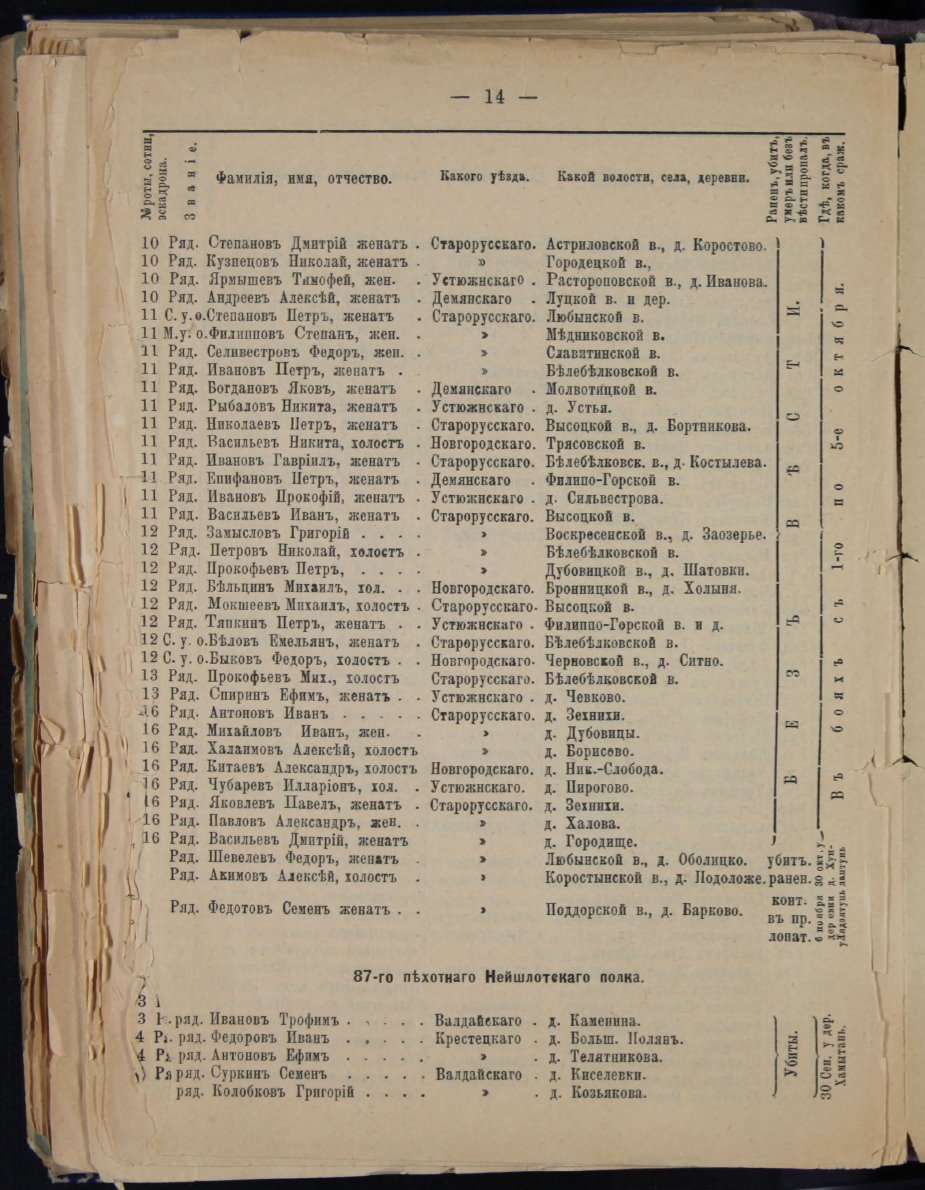 — 14 —
№ роты, сотни, эскадрона. Званіе. Фамилія, имя, отчество. Какого уѣзда. Какой волости, села, деревни. Раненъ, убитъ, умеръ или безъ вѣсти пропалъ. Гдѣ, когда, въ какомъ сраж.
10 Ряд. Степановъ Дмитрій женатъ . Старорусскаго. Астриловской в., д. Коростово.
10 Ряд. Кузнецовъ Николай, женатъ . » Городецкой в.,
10 Ряд. Ярмышевъ Тимофей, жен. . Устюжнскаго . Растороповской в., д. Иванова.
10 Ряд. Андреевъ Алексѣй, женатъ . Демянскаго . Луцкой в. и дер.
11 С. у. о. Степановъ Петръ, женатъ . Старорусскаго. Любынской в.
11 М. у. о. Филипповъ Степанъ, жен. . » Мѣдниковской в.
11 Ряд. Селивестровъ Федоръ, жен. . » Славитинской в.
11 Ряд. Ивановъ Петръ, женатъ . » Бѣлебѣлковской в.
11 Ряд. Богдановъ Яковъ, женатъ . Демянскаго . Молвотицкой в.
11 Ряд. Рыбаловъ Никита, женатъ . Устюжнскаго . д. Устья.
11 Ряд. Николаевъ Петръ, женатъ . Старорусскаго. Высоцкой в., д. Бортникова.
11 Ряд. Васильевъ Никита, холостъ . Новгородскаго. Трясовской в.
11 Ряд. Ивановъ Гавріилъ, женатъ . Старорусскаго. Бѣлебѣлковск. в., д. Костылева.
11 Ряд. Епифановъ Петръ, женатъ . Демянскаго . Филипо-Горской в.
11 Ряд. Ивановъ Прокофій, женатъ . Устюжнскаго . д. Сильвестрова.
11 Ряд. Васильевъ Иванъ, женатъ . Старорусскаго. Высоцкой в.
12 Ряд. Замысловъ Григорій . . . . » Воскресенской в., д. Заозерье.
12 Ряд. Петровъ Николай, холостъ . » Бѣлебѣлковской в.
12 Ряд. Прокофьевъ Петръ, . . . . » Дубовицкой в., д. Шатовки.
12 Ряд. Бѣльцинъ Михаилъ, хол. . . Новгородскаго. Бронницкой в., д. Холыня.
12 Ряд. Мокшеевъ Михаилъ, холостъ . Старорусскаго. Высоцкой в.
12 Ряд. Тяпкинъ Петръ, женатъ . . Устюжнскаго . Филиппо-Горской в. и д.
12 С. у. о. Бѣловъ Емельянъ, женатъ . Старорусскаго. Бѣлебѣлковской в.
12 С. у. о. Быковъ Федоръ, холостъ . . Новгородскаго. Черновской в., д. Ситно.
13 Ряд. Прокофьевъ Мих., холостъ Старорусскаго. Бѣлебѣлковской в.
13 Ряд. Спиринъ Ефимъ, женатъ . . Устюжнскаго . д. Чевково.
16 Ряд. Антоновъ Иванъ . . . . . Старорусскаго. д. Зехнихи.
16 Ряд. Михайловъ Иванъ, жен. . » д. Дубовицы.
16 Ряд. Халаимовъ Алексѣй, холостъ » д. Борисово.
16 Ряд. Китаевъ Александръ, холостъ Новгородскаго. д. Ник.-Слобода.
16 Ряд. Чубаревъ Илларіонъ, хол. . Устюжнскаго. д. Пирогово.
16 Ряд. Яковлевъ Павелъ, женатъ . Старорусскаго. д. Зехнихи.
16 Ряд. Павловъ Александръ, жен. . » д. Халова.
16 Ряд. Васильевъ Дмитрій, женатъ » д. Городище.
БЕЗЪ ВѢСТИ.
Въ бояхъ съ 1-го по 5-е октября.
Ряд. Шевелевъ Федоръ, женатъ . » Любынской в., д. Оболицко. убитъ.
Ряд. Акимовъ Алексѣй, холостъ . » Коростынской в., д. Подоложе. ранен.
Ряд. Федотовъ Семенъ женатъ . . » Поддорской в., д. Барково. конт. въ пр. лопат.
30 окт. у д. Хун-
6 ноября деревни
87-го пѣхотнаго Нейшлотскаго полка.
3
3 ряд. Ивановъ Трофимъ . . . . . Валдайскаго . д. Каменина.
4 ряд. Федоровъ Иванъ . . . . . Крестецкаго . д. Больш. Полянъ.
4 ряд. Антоновъ Ефимъ . . . . . » . д. Телятникова.
ряд. Суркинъ Семенъ . . . . . Валдайскаго . д. Киселевки.
ряд. Колобковъ Григорій . . . . » . д. Козьякова.
Убиты.
30 Сен. у дер. Хамытань.